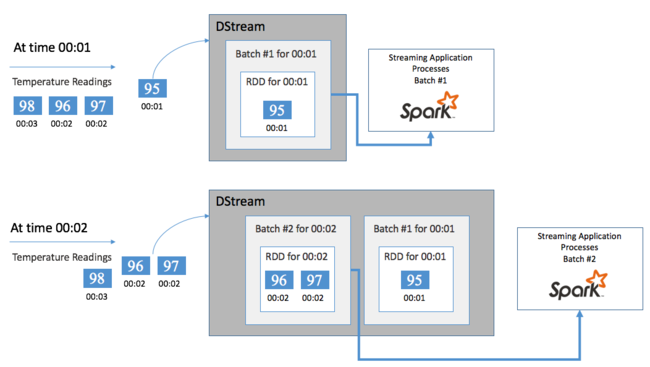 DStream
At time 00:01
Batch #1 for 00:01
Temperature Readings
RDD for 00:01
98 96 97
00:03 00:02 00:02
95
00:01
95
00:01
Streaming Application
Processes
Batch #1
Spark
DStream
At time 00:02
Batch #2 for 00:02
Batch #1 for 00:01
Temperature Readings
98
00:03
96 97
00:02 00:02
RDD for 00:02
96 97
00:02 00:02
RDD for 00:01
95
00:01
Streaming Application
Processes
Batch #2
Spark